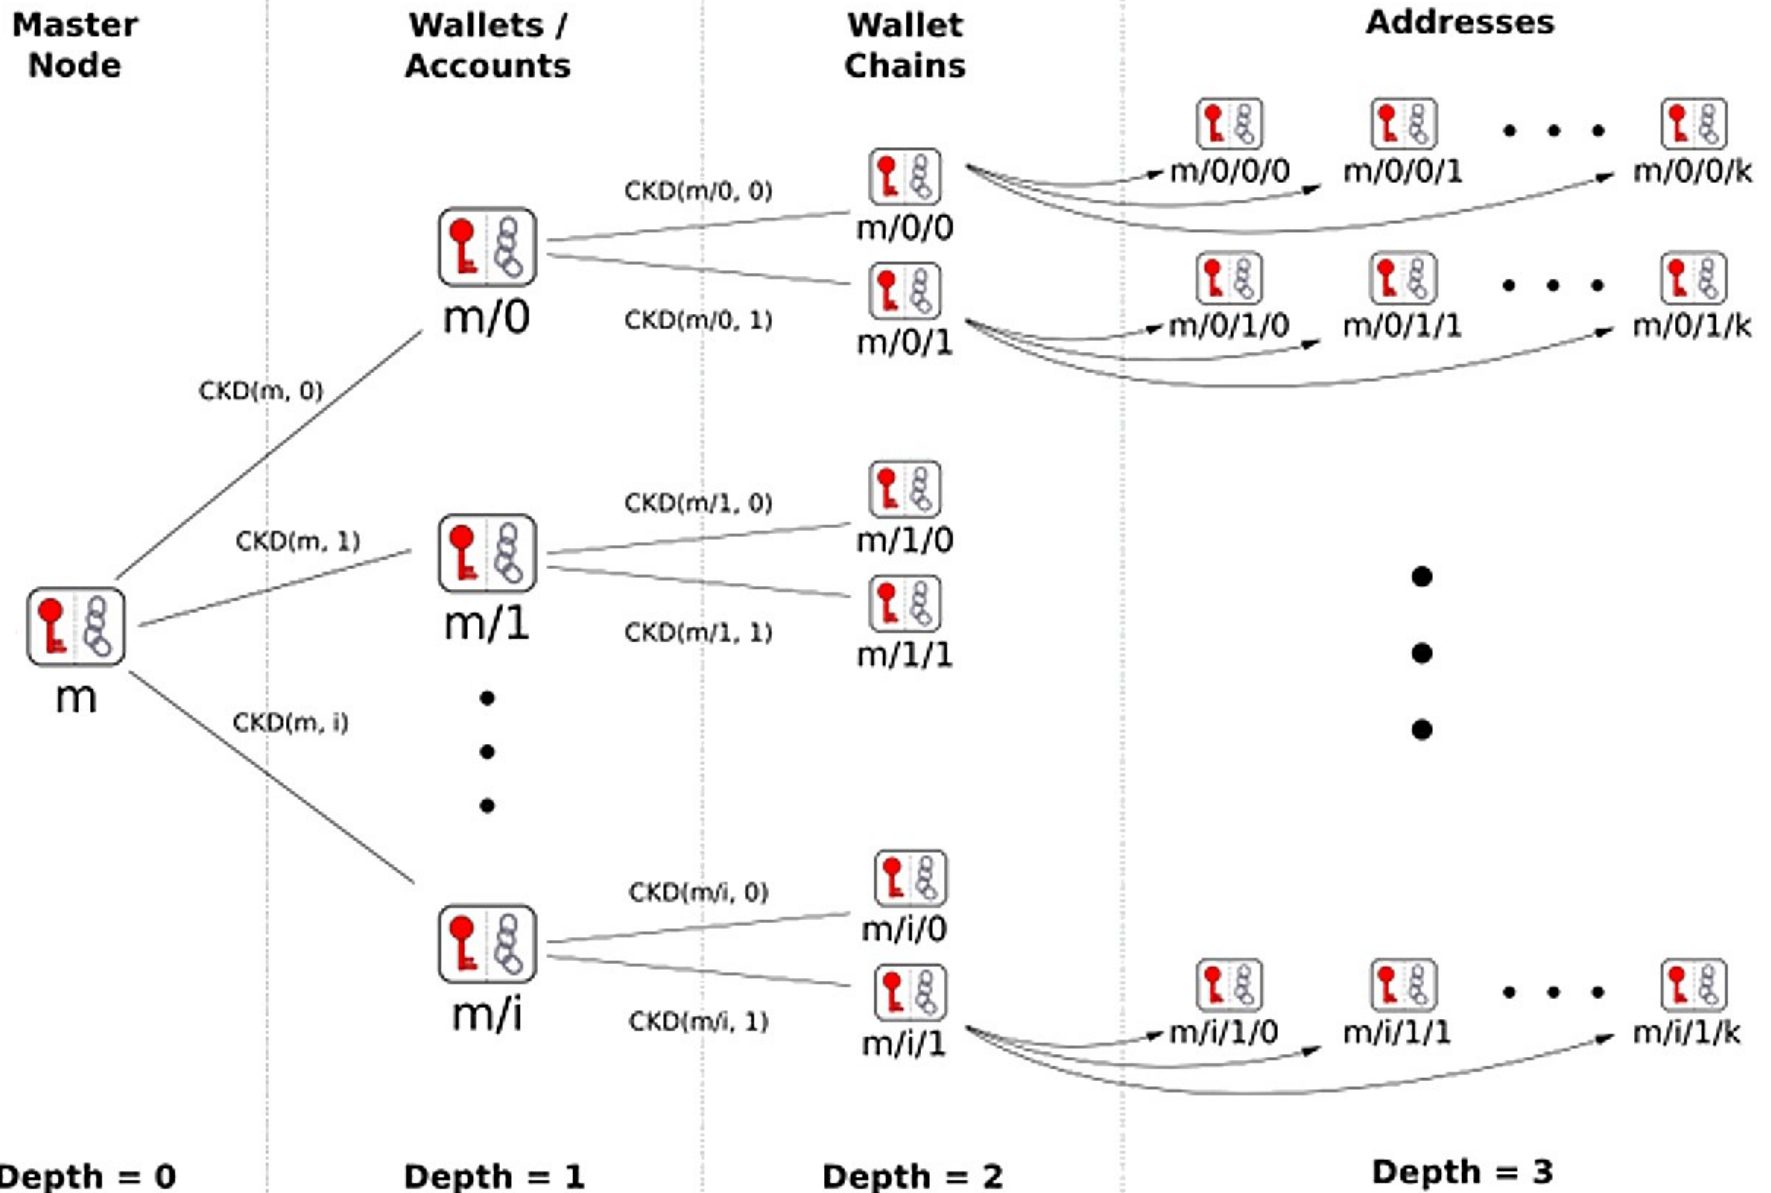 Master
Node
Wallets /
Accounts
Wallet
Chains
Addresses
m/0/0/0
m/0/0/1
m/0/0/k
CKD(m/0, 0)
m/0/0
m/0
CKD(m/0, 1)
m/0/1
m/0/1/0
m/0/1/1
m/0/1/k
CKD(m, 0)
CKD(m, 1)
CKD(m/1, 0)
m/1/0
m/1
CKD(m/1, 1)
m/1/1
m
CKD(m, i)
CKD(m/i, 0)
m/i/0
m/i
CKD(m/i, 1)
m/i/1
m/i/1/0
m/i/1/1
m/i/1/k
Depth = 0
Depth = 1
Depth = 2
Depth = 3